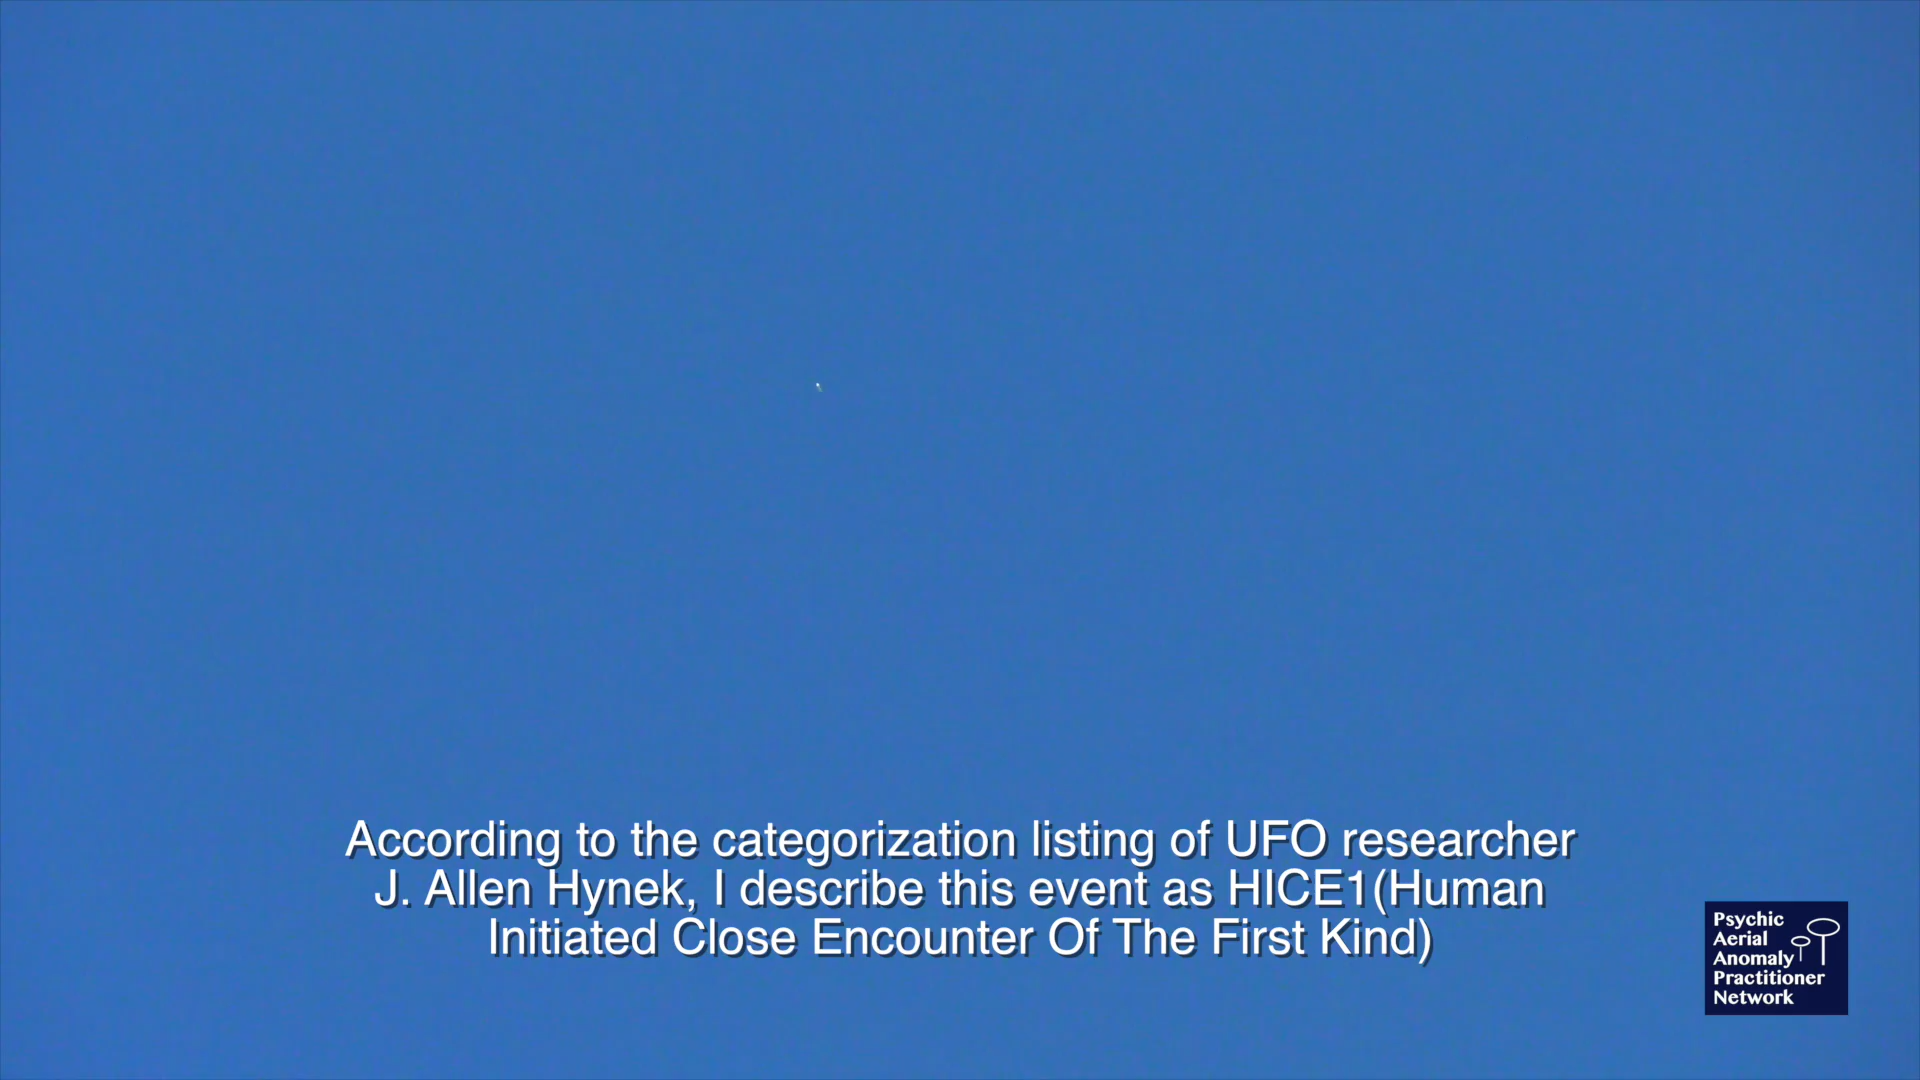 According to the categorization listing of UFO researcher
J. Allen Hynek, I describe this event as HICE1(Human
Initiated Close Encounter Of The First Kind)
Psychic
Aerial
Anomaly
Practitioner
Network